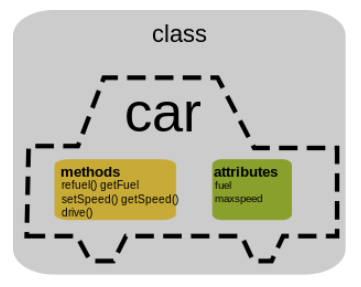 class
car
methods
refuel() getFuel
setSpeed() getSpeed()
drive()
attributes
fuel
maxspeed